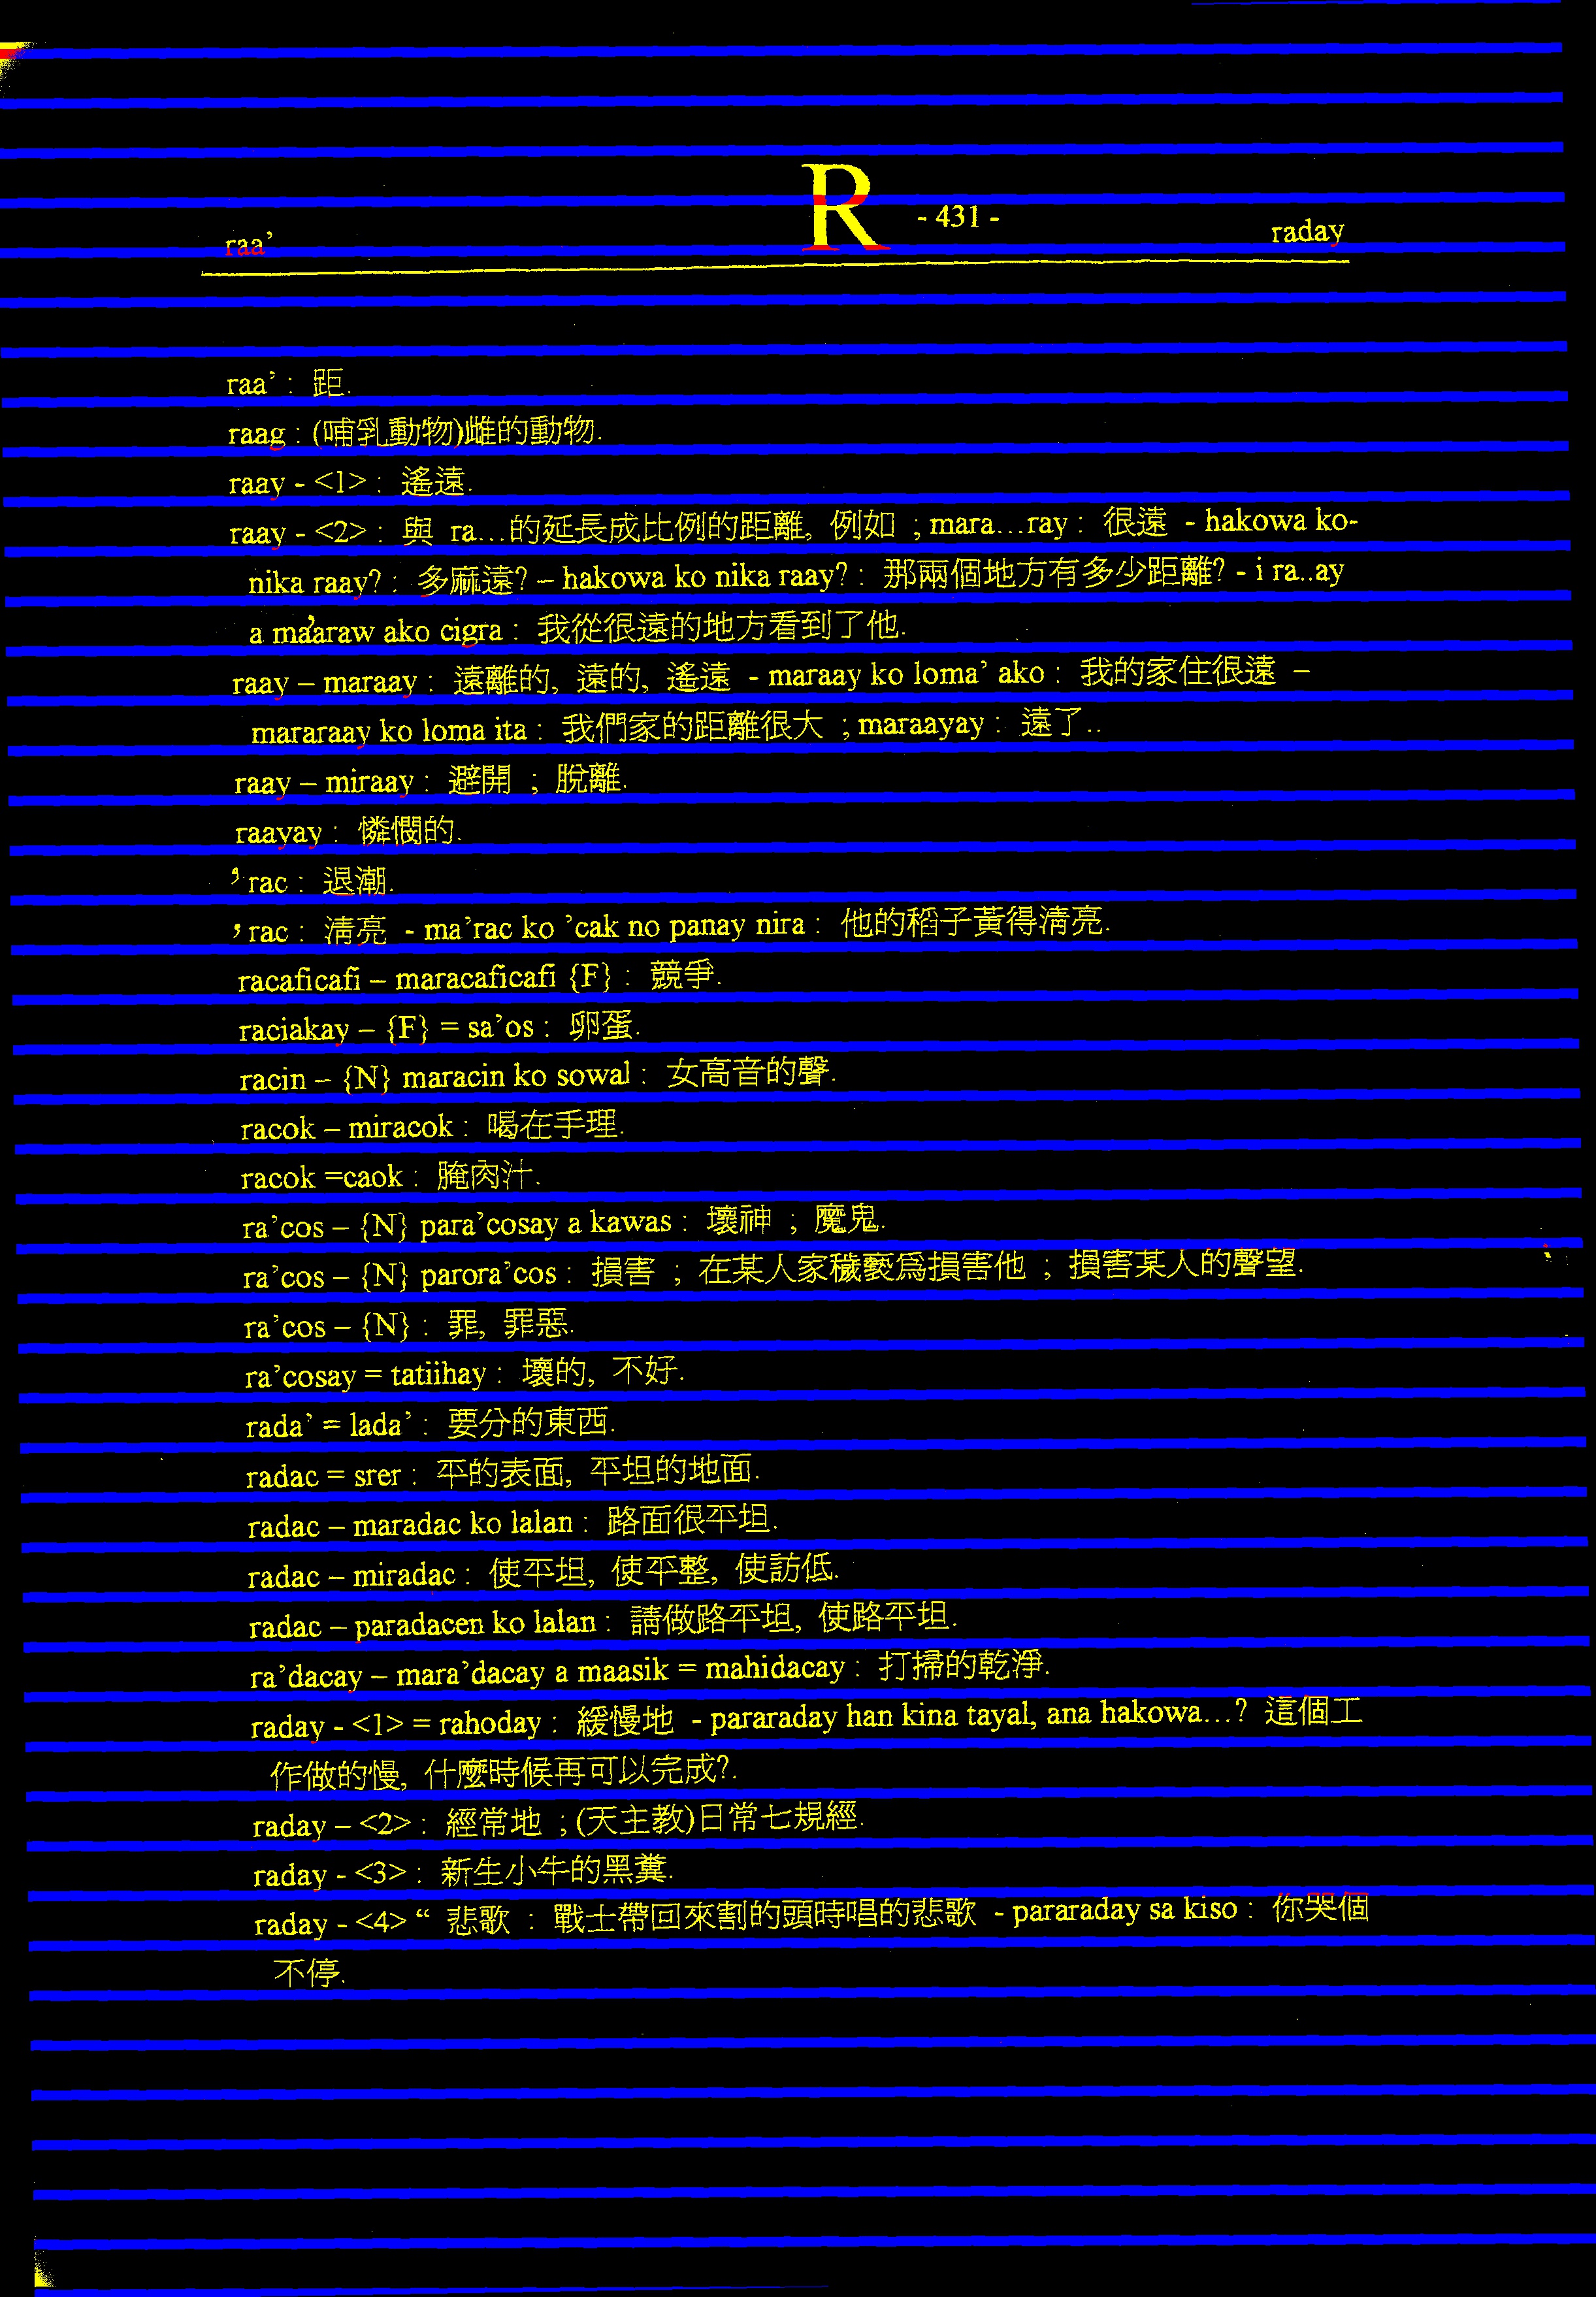 raa’ R - 431 - raday
raa’ : 距.
raag : (哺乳動物)雌的動物.
raay - <1> : 遙遠.
raay - <2> : 與 ra…的延長成比例的距離, 例如 ; mara…ray : 很遠 - hakowa ko-
nika raay? : 多麻遠? – hakowa ko nika raay? : 那兩個地方有多少距離? - i ra..ay
a ma’araw ako cigra : 我從很遠的地方看到了他.
raay – maraay : 遠離的, 遠的, 遙遠 - maraay ko loma’ ako : 我的家住很遠 –
mararaay ko loma ita : 我們家的距離很大 ; maraayay : 遠了..
raay – miraay : 避開 ; 脫離.
raayay : 憐憫的.
’rac : 退潮.
’rac : 清亮 - ma’rac ko ’cak no panay nira : 他的稻子黃得清亮.
racaficafi – maracaficafi {F} : 競爭.
raciakay – {F} = sa’os : 卵蛋.
racin – {N} maracin ko sowal : 女高音的聲.
racok – miracok : 喝在手理.
racok =caok : 腌肉汁.
ra’cos – {N} para’cosay a kawas : 壞神 ; 魔鬼.
ra’cos – {N} parora’cos : 損害 ; 在某人家穢褻為損害他 ; 損害某人的聲望.
ra’cos – {N} : 罪, 罪惡.
ra’cosay = tatiihay : 壞的, 不好.
rada’ = lada’ : 要分的東西.
radac = srer : 平的表面, 平坦的地面.
radac – maradac ko lalan : 路面很平坦.
radac – miradac : 使平坦, 使平整, 使訪低.
radac – paradacen ko lalan : 請做路平坦, 使路平坦.
ra’dacay – mara’dacay a maasik = mahidacay : 打掃的乾淨.
raday - <1> = rahoday : 緩慢地 - pararaday han kina tayal, ana hakowa…? 這個工
作做的慢, 什麼時候再可以完成?.
raday – <2> : 經常地 ; (天主教)日常七規經.
raday - <3> : 新生小牛的黑糞.
raday - <4> “ 悲歌 : 戰士帶回來割的頭時唱的悲歌 - pararaday sa kiso : 你哭個
不停.